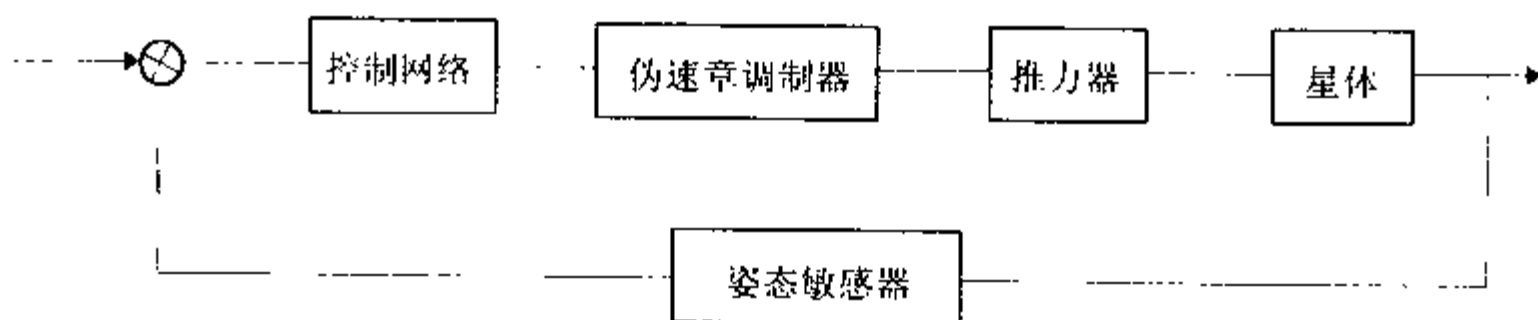 控制网络
伪速章调制器
推力器
星体
姿态敏感器